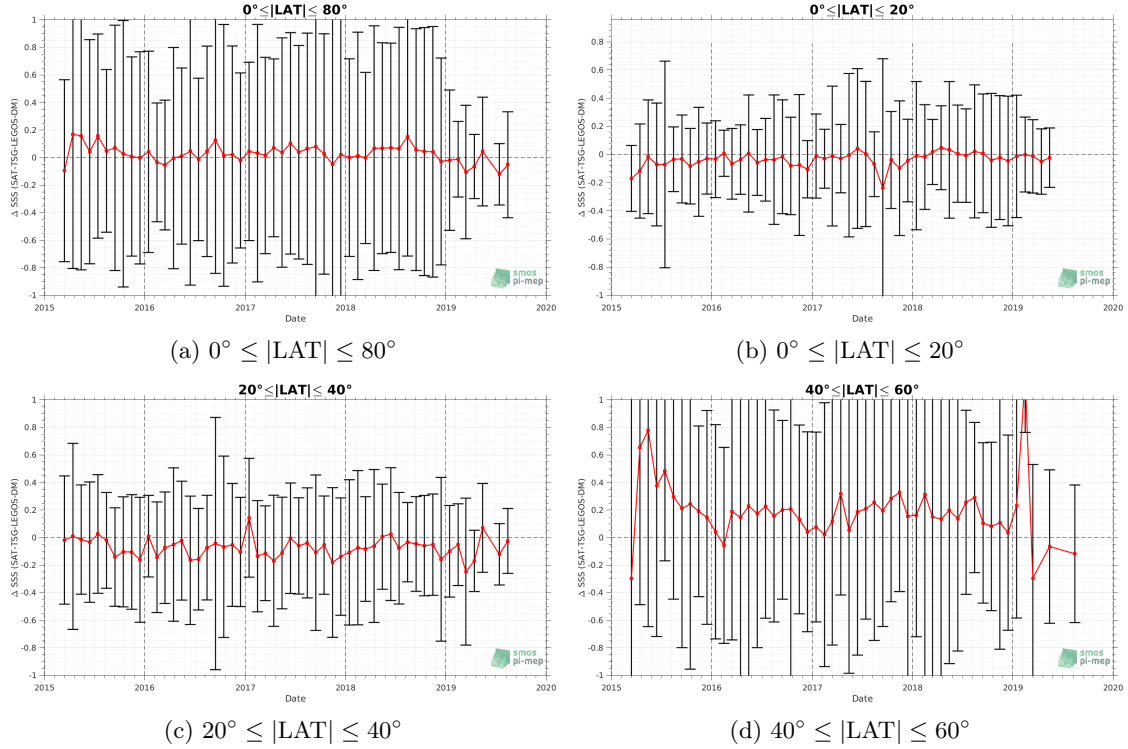 0°≤|LAT|≤ 80°
1
0.8
0.6
0.4
0.2
0
-0.2
-0.4
-0.6
-0.8
-1
Δ SSS (SAT-TSG-LEGOS-DM)
2015 2016 2017 2018 2019 2020
Date
smos
pi-mep
(a) 0° ≤ |LAT| ≤ 80°
0°≤|LAT|≤ 20°
0.8
0.6
0.4
0.2
0
-0.2
-0.4
-0.6
-0.8
-1
Δ SSS (SAT-TSG-LEGOS-DM)
2015 2016 2017 2018 2019 2020
Date
smos
pi-mep
(b) 0° ≤ |LAT| ≤ 20°
20°≤|LAT|≤ 40°
1
0.8
0.6
0.4
0.2
0
-0.2
-0.4
-0.6
-0.8
-1
Δ SSS (SAT-TSG-LEGOS-DM)
2015 2016 2017 2018 2019 2020
Date
smos
pi-mep
(c) 20° ≤ |LAT| ≤ 40°
40°≤|LAT|≤ 60°
1
0.8
0.6
0.4
0.2
0
-0.2
-0.4
-0.6
-0.8
-1
Δ SSS (SAT-TSG-LEGOS-DM)
2015 2016 2017 2018 2019 2020
Date
smos
pi-mep
(d) 40° ≤ |LAT| ≤ 60°